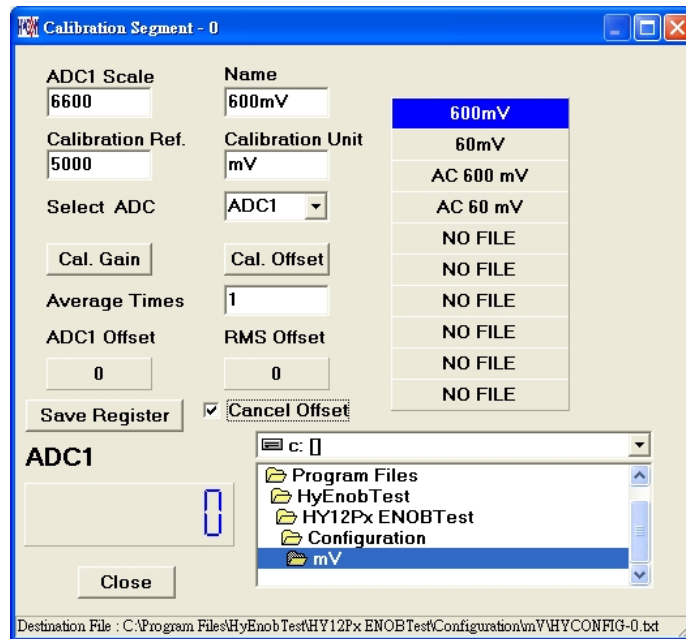 Calibration Segment - 0
ADC1 Scale
Name
6600
600mV
Calibration Ref.
Calibration Unit
5000
mV
Select ADC
ADC1
Cal. Gain
Cal. Offset
Average Times
1
ADC1 Offset
RMS Offset
0
0
Save Register
Cancel Offset
600mV
60mV
AC 600 mV
AC 60 mV
NO FILE
NO FILE
NO FILE
NO FILE
NO FILE
NO FILE
ADC1
0
c: []
Program Files
HyEnobTest
HY12Px ENOBTest
Configuration
mV
Close
Destination File : C:\Program Files\HyEnobTest\HY12Px ENOBTest\Configuration\mV\HYCONFIG-0.txt